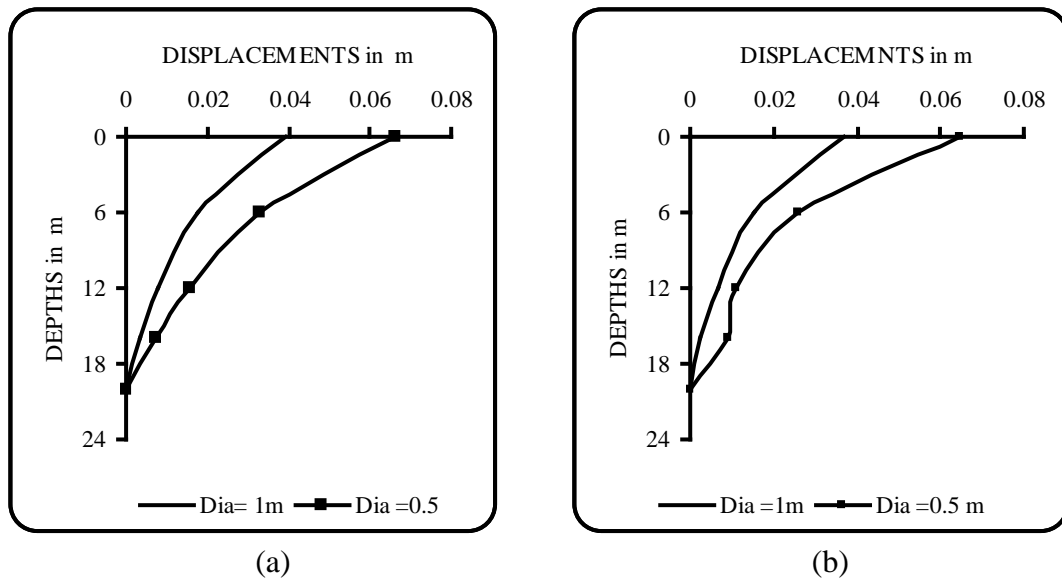 DISPLACEMENTS in m
0 0.02 0.04 0.06 0.08
0
6
12
18
24
DEPTHS in m
Dia= 1m Dia =0.5
(a)
DISPLACEMNTS in m
0 0.02 0.04 0.06 0.08
0
6
12
18
24
DEPTHS in m
Dia =1m Dia =0.5 m
(b)